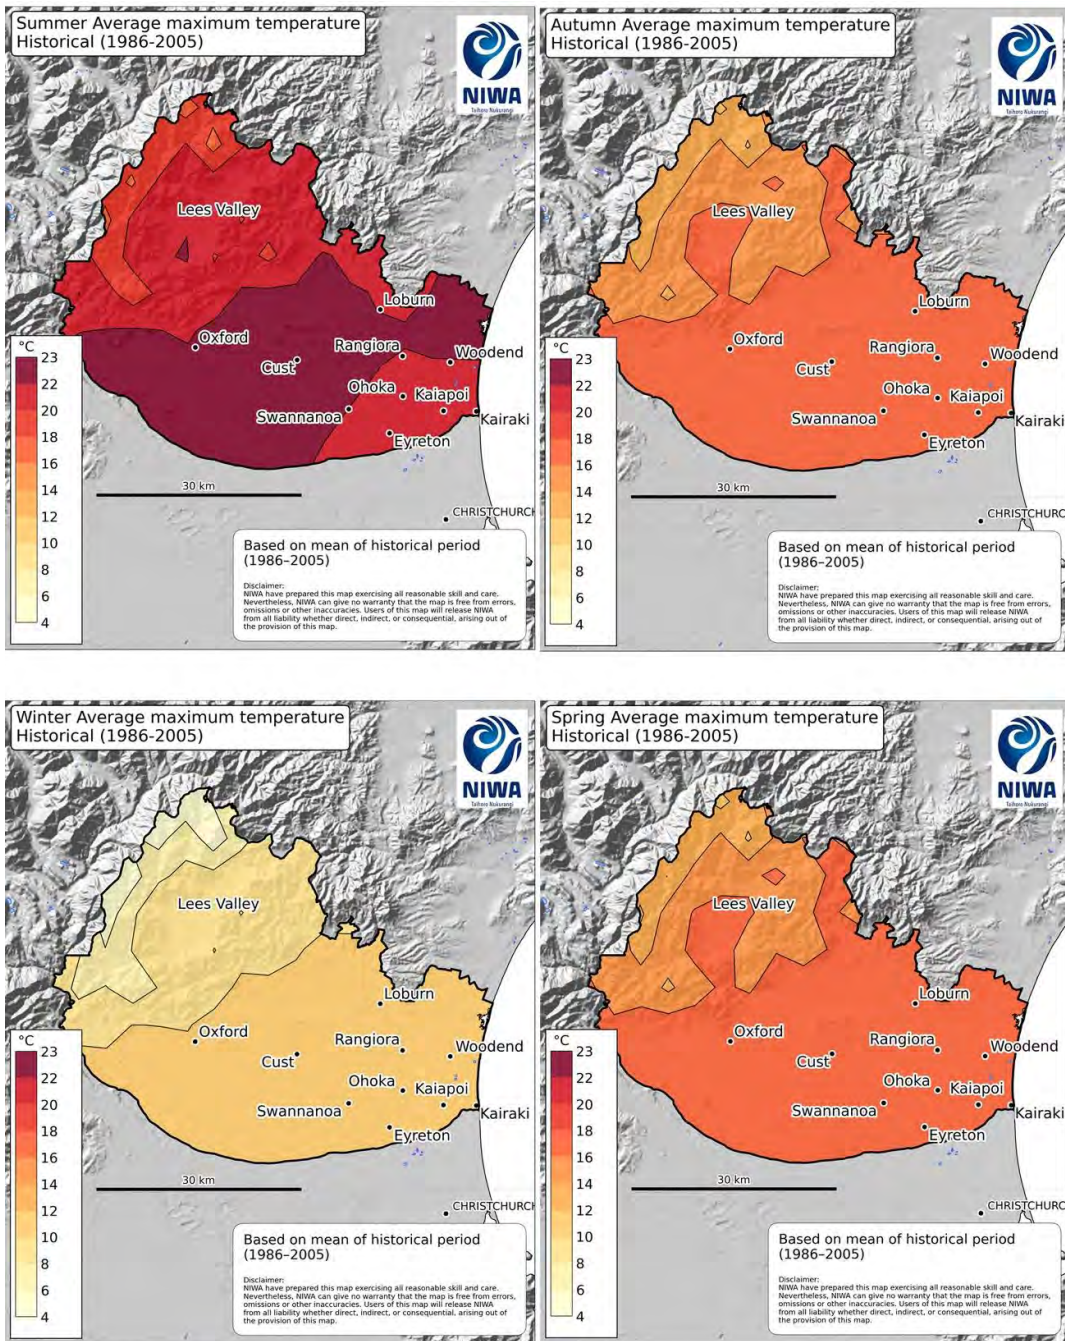 Summer Average maximum temperature
Historical (1986-2005)
NIWA
Taihoro Nukurangi
Lees Valley
Loburn
Oxford
Rangiora
Woodend
Cust
Ohoka
Kaiapoi
Swannanoa
Kairaki
Eyreton
°C
23
22
20
18
16
14
12
10
8
6
4
30 km
CHRISTCHURC
Based on mean of historical period
(1986–2005)
Disclaimer:
NIWA have prepared this map exercising all reasonable skill and care.
Nevertheless, NIWA can give no warranty that the map is free from errors,
omissions or other inaccuracies. Users of this map will release NIWA
from all liability whether direct, indirect, or consequential, arising out of
the provision of this map.
Autumn Average maximum temperature
Historical (1986-2005)
NIWA
Taihoro Nukurangi
Lees Valley
Loburn
Oxford
Rangiora
Woodend
Cust
Ohoka
Kaiapoi
Swannanoa
Kairaki
Eyreton
°C
23
22
20
18
16
14
12
10
8
6
4
30 km
CHRISTCHURC
Based on mean of historical period
(1986–2005)
Disclaimer:
NIWA have prepared this map exercising all reasonable skill and care.
Nevertheless, NIWA can give no warranty that the map is free from errors,
omissions or other inaccuracies. Users of this map will release NIWA
from all liability whether direct, indirect, or consequential, arising out of
the provision of this map.
Winter Average maximum temperature
Historical (1986-2005)
NIWA
Taihoro Nukurangi
Lees Valley
Loburn
Oxford
Rangiora
Woodend
Cust
Ohoka
Kaiapoi
Swannanoa
Kairaki
Eyreton
°C
23
22
20
18
16
14
12
10
8
6
4
30 km
CHRISTCHURCH
Based on mean of historical period
(1986–2005)
Disclaimer:
NIWA have prepared this map exercising all reasonable skill and care.
Nevertheless, NIWA can give no warranty that the map is free from errors,
omissions or other inaccuracies. Users of this map will release NIWA
from all liability whether direct, indirect, or consequential, arising out of
the provision of this map.
Spring Average maximum temperature
Historical (1986-2005)
NIWA
Taihoro Nukurangi
Lees Valley
Loburn
Oxford
Rangiora
Woodend
Cust
Ohoka
Kaiapoi
Swannanoa
Kairaki
Eyreton
°C
23
22
20
18
16
14
12
10
8
6
4
30 km
CHRISTCHURC
Based on mean of historical period
(1986–2005)
Disclaimer:
NIWA have prepared this map exercising all reasonable skill and care.
Nevertheless, NIWA can give no warranty that the map is free from errors,
omissions or other inaccuracies. Users of this map will release NIWA
from all liability whether direct, indirect, or consequential, arising out of
the provision of this map.